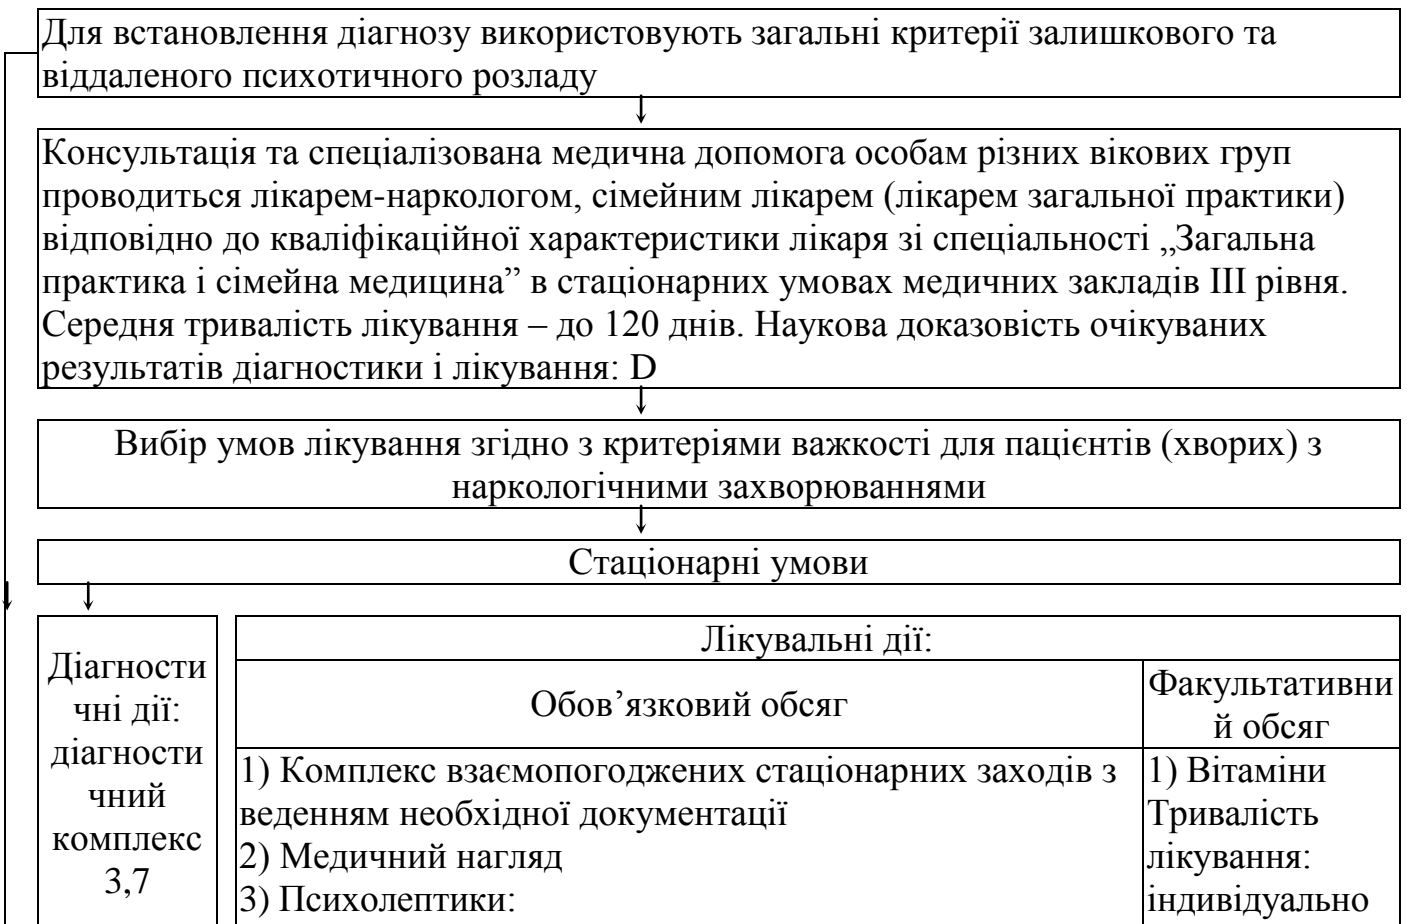 Для встановлення діагнозу використовують загальні критерії залишкового та
віддаленого психотичного розладу
Консультація та спеціалізована медична допомога особам різних вікових груп
проводиться лікарем-наркологом, сімейним лікарем (лікарем загальної практики)
відповідно до кваліфікаційної характеристики лікаря зі спеціальності „Загальна
практика і сімейна медицина” в стаціонарних умовах медичних закладів III рівня.
Середня тривалість лікування – до 120 днів. Наукова доказовість очікуваних
результатів діагностики і лікування: D
Вибір умов лікування згідно з критеріями важкості для пацієнтів (хворих) з
наркологічними захворюваннями
Стаціонарні умови
Діагности
чні дії:
діагности
чний
комплекс
3,7
Лікувальні дії:
Обов’язковий обсяг
Факультативни
й обсяг
1) Комплекс взаємопогоджених стаціонарних заходів з
веденням необхідної документації
2) Медичний нагляд
3) Психолептики:
1) Вітаміни
Тривалість
лікування:
індивідуально